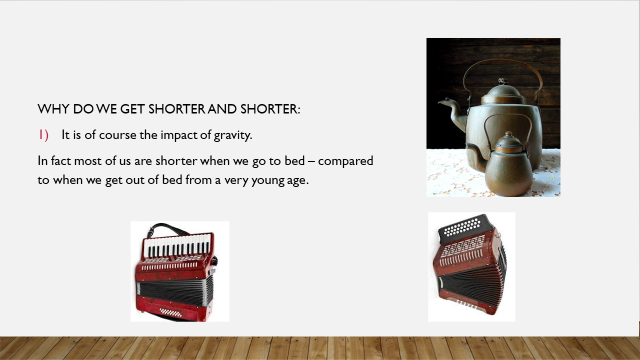 WHY DO WE GET SHORTER AND SHORTER:
1) It is of course the impact of gravity.
In fact most of us are shorter when we go to bed – compared
to when we get out of bed from a very young age.